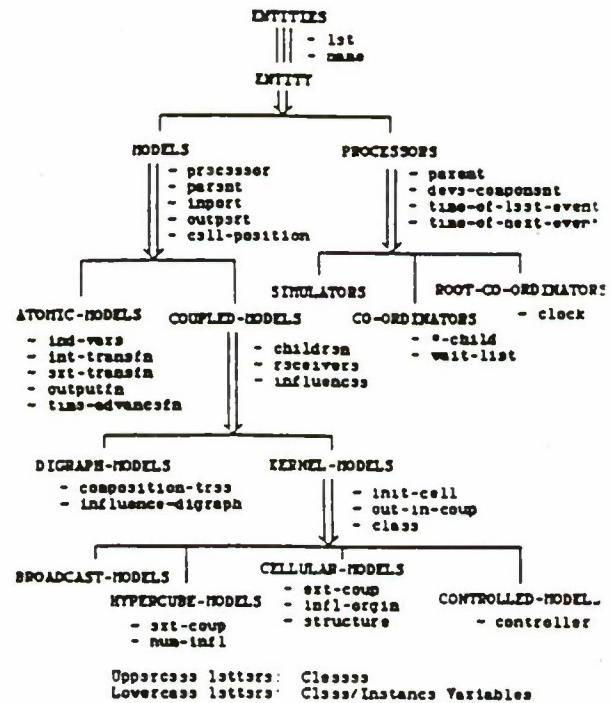 ENTITIES
- lst
- name
ENTITY
MODELS
PROCESSORS
- processor
- parent
- inport
- outport
- cell-position
- parent
- devs-component
- time-of-last-event
- time-of-next-even
SIMULATORS
ROOT-CO-ORDINATORS
- clock
ATOMIC-MODELS
COUPLED-MODELS
CO-ORDINATORS
- *-child
- wait-list
- ind-vars
- int-transfn
- ext-transfn
- outputfn
- time-advancefn
- children
- receivers
- influences
DIGRAPH-MODELS
KERNEL-MODELS
- composition-tree
- influence-digraph
- init-cell
- out-in-coup
- class
BROADCAST-MODELS
CELLULAR-MODELS
HYPERCUBE-MODELS
CONTROLLED-MODELS
- ext-coup
- num-infl
- ext-coup
- infl-orgin
- structure
- controller
Uppercase letters: Classes
Lowercase letters: Class/Instance Variables